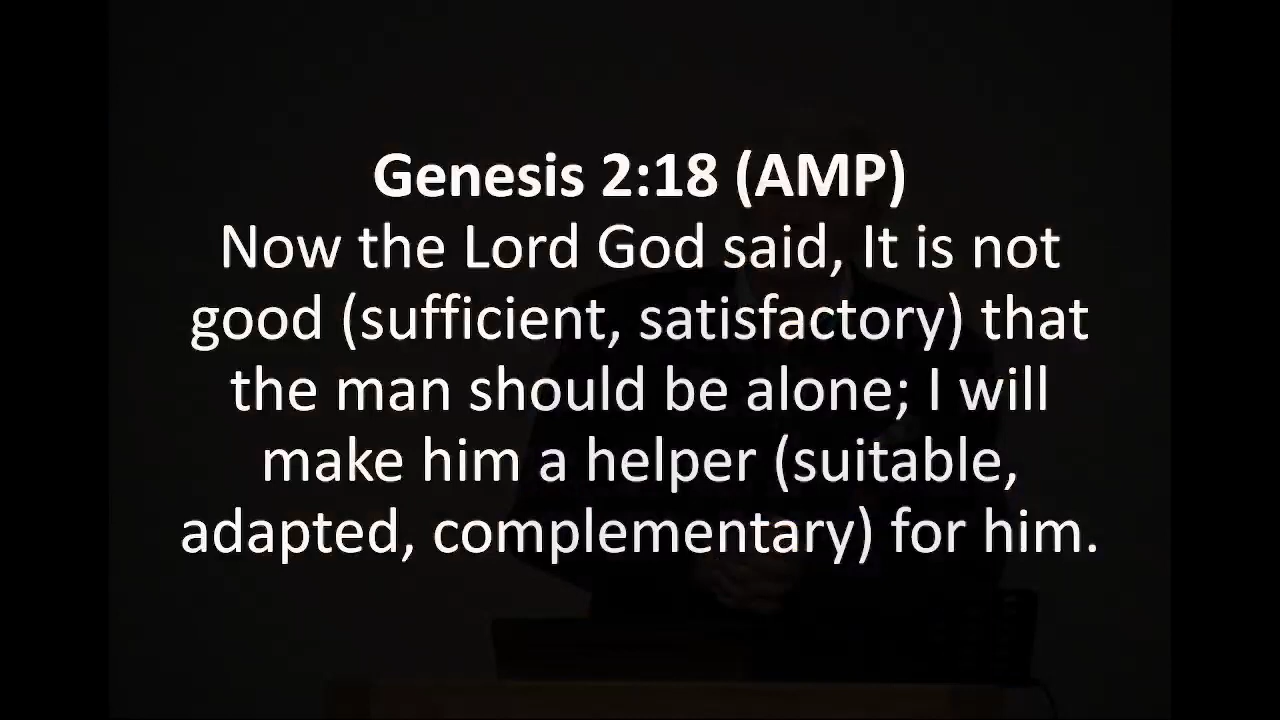 Genesis 2:18 (AMP)
Now the Lord God said, It is not
good (sufficient, satisfactory) that
the man should be alone; I will
make him a helper (suitable,
adapted, complementary) for him.